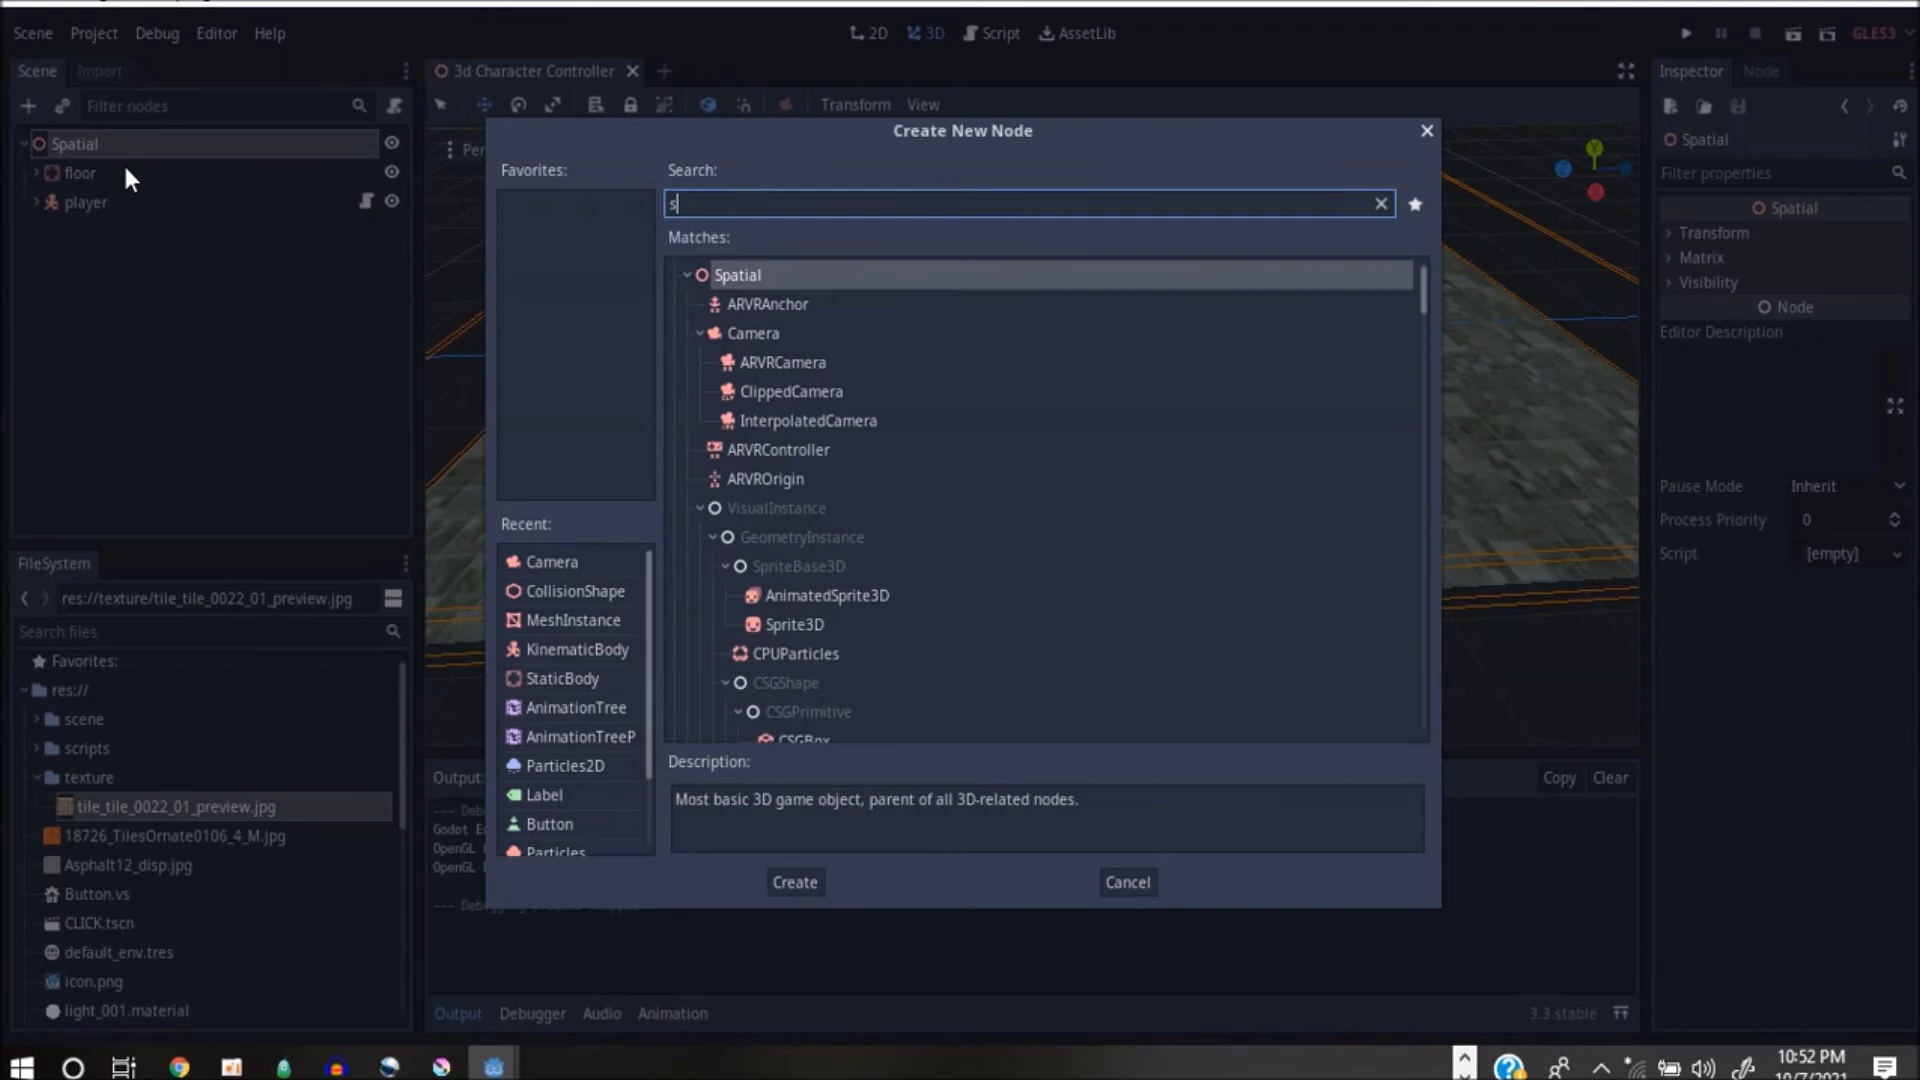 Scene Project Debug Editor Help
2D 3D Script AssetLib
GLES3
Scene Import
3d Character Controller
Inspector Node
Filter nodes
Transform View
Spatial
floor
player
Create New Node
Favorites:
Search:
s
Matches:
Spatial
ARVRAnchor
Camera
ARVRCamera
ClippedCamera
InterpolatedCamera
ARVRController
ARVROrigin
VisualInstance
GeometryInstance
SpriteBase3D
AnimatedSprite3D
Sprite3D
CPUParticles
CSGShape
CSGPrimitive
CSGBox
Recent:
Camera
CollisionShape
MeshInstance
KinematicBody
StaticBody
AnimationTree
AnimationTreeP
Particles2D
Label
Button
Particles
Description:
Most basic 3D game object, parent of all 3D-related nodes.
Create Cancel
Spatial
Filter properties
Spatial
Transform
Matrix
Visibility
Node
Editor Description
Pause Mode Inherit
Process Priority 0
Script [empty]
FileSystem
res://texture/tile_tile_0022_01_preview.jpg
Search files
Favorites:
res://
scene
scripts
texture
tile_tile_0022_01_preview.jpg
18726_TilesOrnate0106_4_M.jpg
Asphalt12_disp.jpg
Button.vs
CLICK.tscn
default_env.tres
icon.png
light_001.material
Output:
Copy Clear
Output Debugger Audio Animation
3.3.stable
10:52 PM
10/7/2021